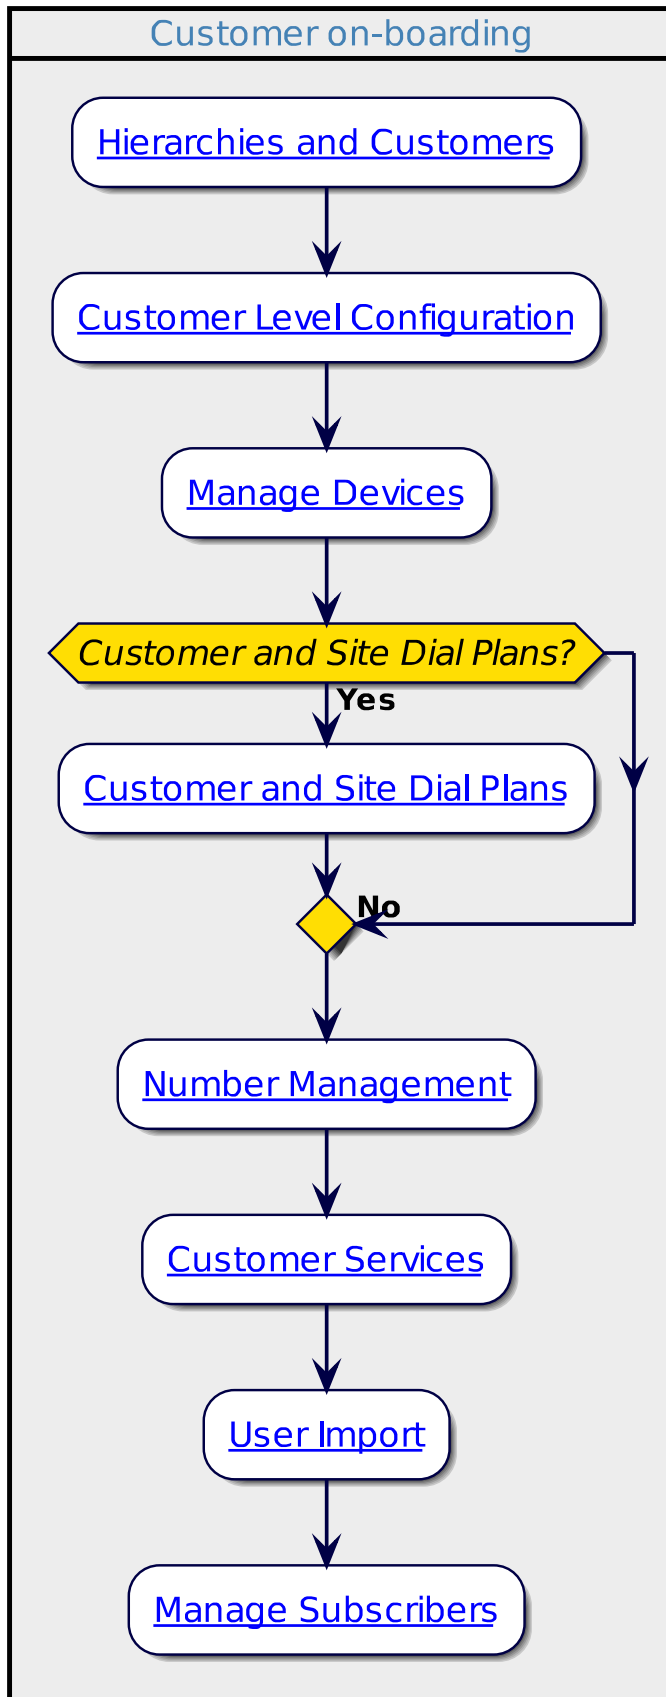 Customer on-boarding
Hierarchies and Customers
Customer Level Configuration
Manage Devices
Customer and Site Dial Plans?
Yes
Customer and Site Dial Plans
No
Number Management
Customer Services
User Import
Manage Subscribers